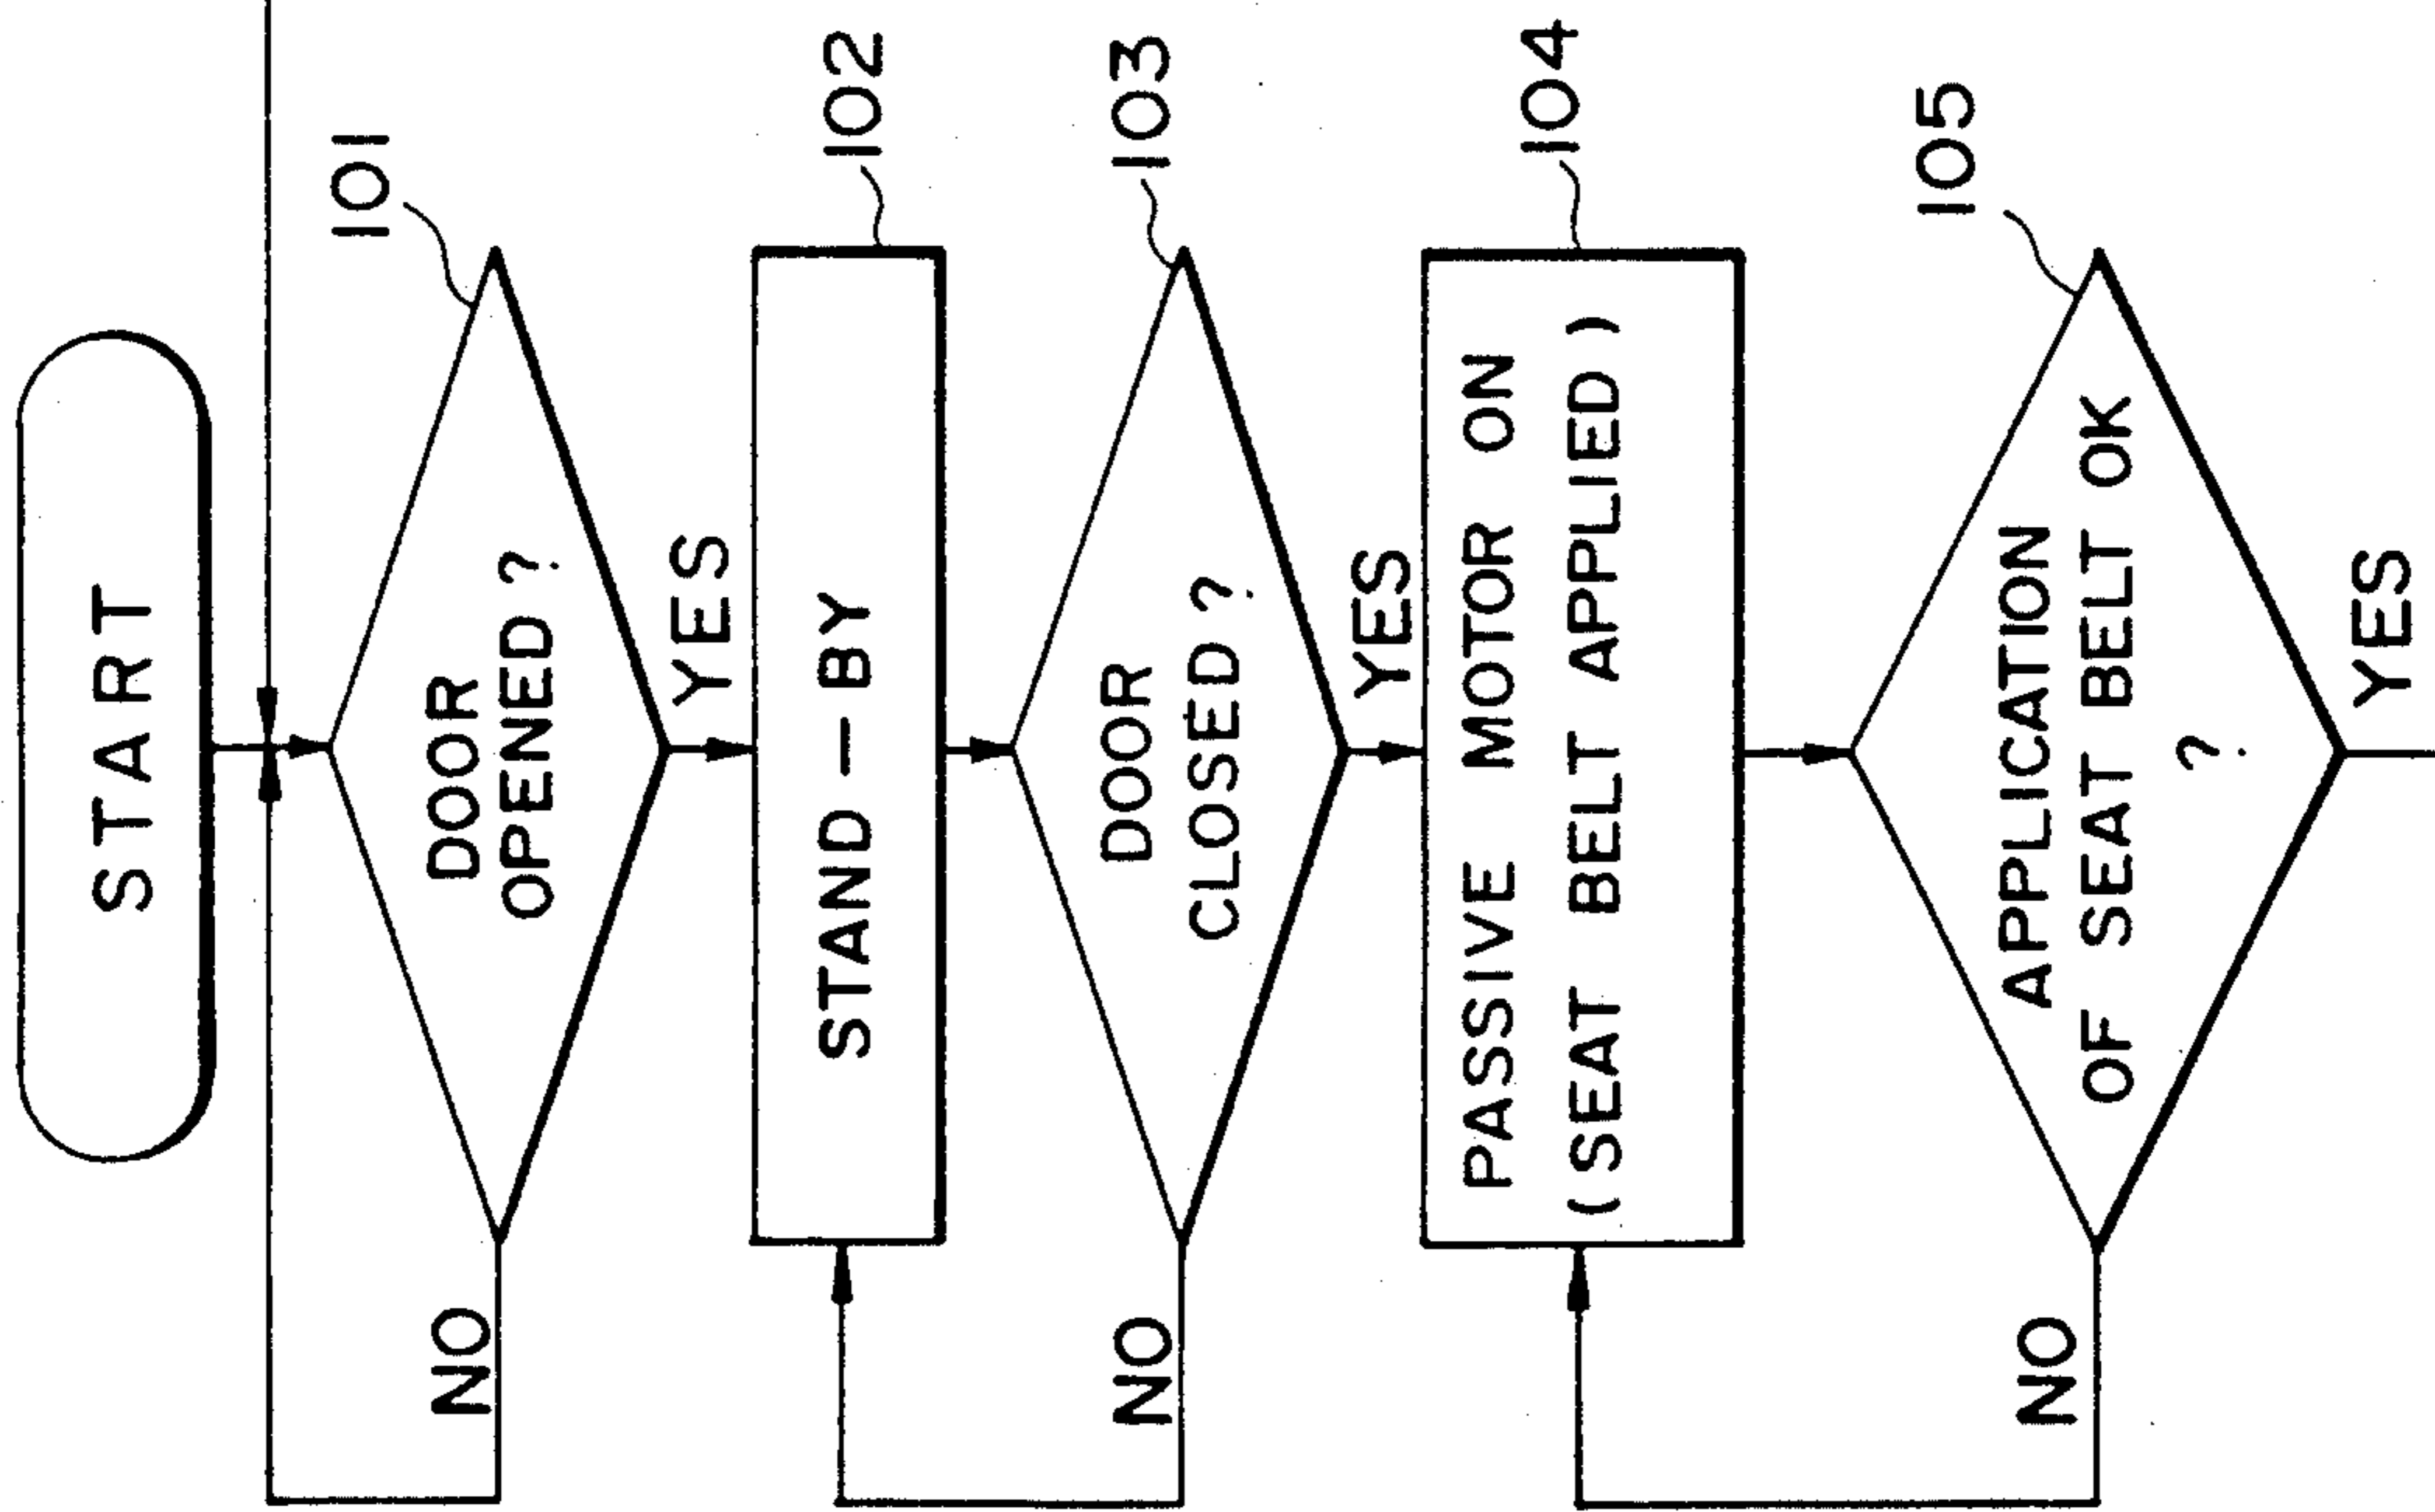 START
101
DOOR
OPENED ?
NO
YES
102
STAND - BY
103
DOOR
CLOSED ?
NO
YES
104
PASSIVE MOTOR ON
(SEAT BELT APPLIED)
105
APPLICATION
OF SEAT BELT OK
?
NO
YES